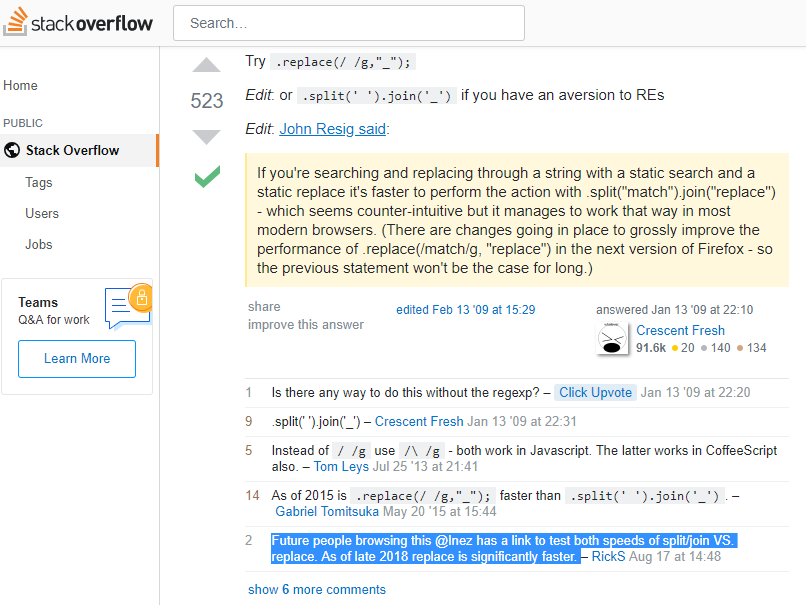 stackoverflow
Search…
Home
PUBLIC
Stack Overflow
Tags
Users
Jobs
Teams
Q&A for work
Learn More
523
Try .replace(/ /g,"_");
Edit: or .split(' ').join('_') if you have an aversion to REs
Edit: John Resig said:
If you're searching and replacing through a string with a static search and a
static replace it's faster to perform the action with .split("match").join("replace")
- which seems counter-intuitive but it manages to work that way in most
modern browsers. (There are changes going in place to grossly improve the
performance of .replace(/match/g, "replace") in the next version of Firefox - so
the previous statement won't be the case for long.)
share
improve this answer
edited Feb 13 '09 at 15:29
answered Jan 13 '09 at 22:10
Crescent Fresh
91.6k 20 140 134
1 Is there any way to do this without the regexp? – Click Upvote Jan 13 '09 at 22:20
9 .split(' ').join('_') – Crescent Fresh Jan 13 '09 at 22:31
5 Instead of / /g use /\ /g - both work in Javascript. The latter works in CoffeeScript
also. – Tom Leys Jul 25 '13 at 21:41
14 As of 2015 is .replace(/ /g,"_"); faster than .split(' ').join('_') . –
Gabriel Tomitsuka May 20 '15 at 15:44
2 Future people browsing this @Inez has a link to test both speeds of split/join VS.
replace. As of late 2018 replace is significantly faster. – RickS Aug 17 at 14:48
show 6 more comments